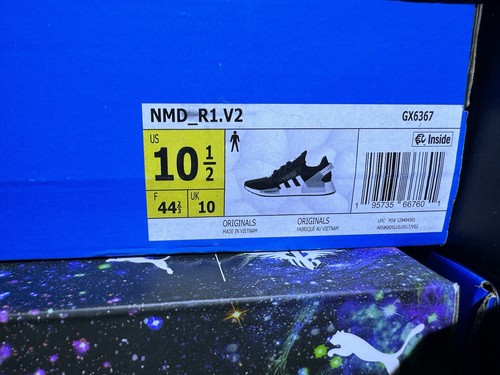 NMD_R1.V2
GX6367
US
10 1/2
Inside
F
44 2/3
UK
10
1 95735 66760 1
ORIGINALS
MADE IN VIETNAM
ORIGINALS
FABRIQUÉ AU VIETNAM